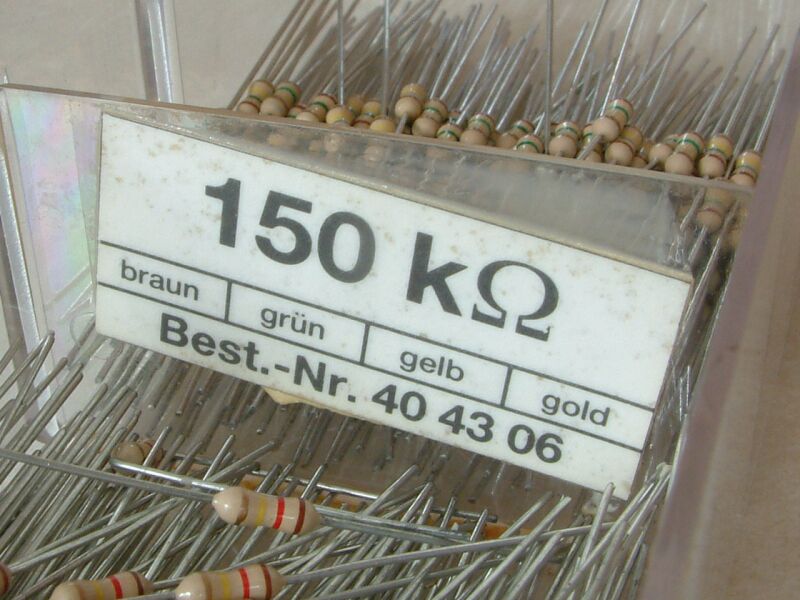 150 kΩ
braun grün gelb gold
Best.-Nr. 40 43 06